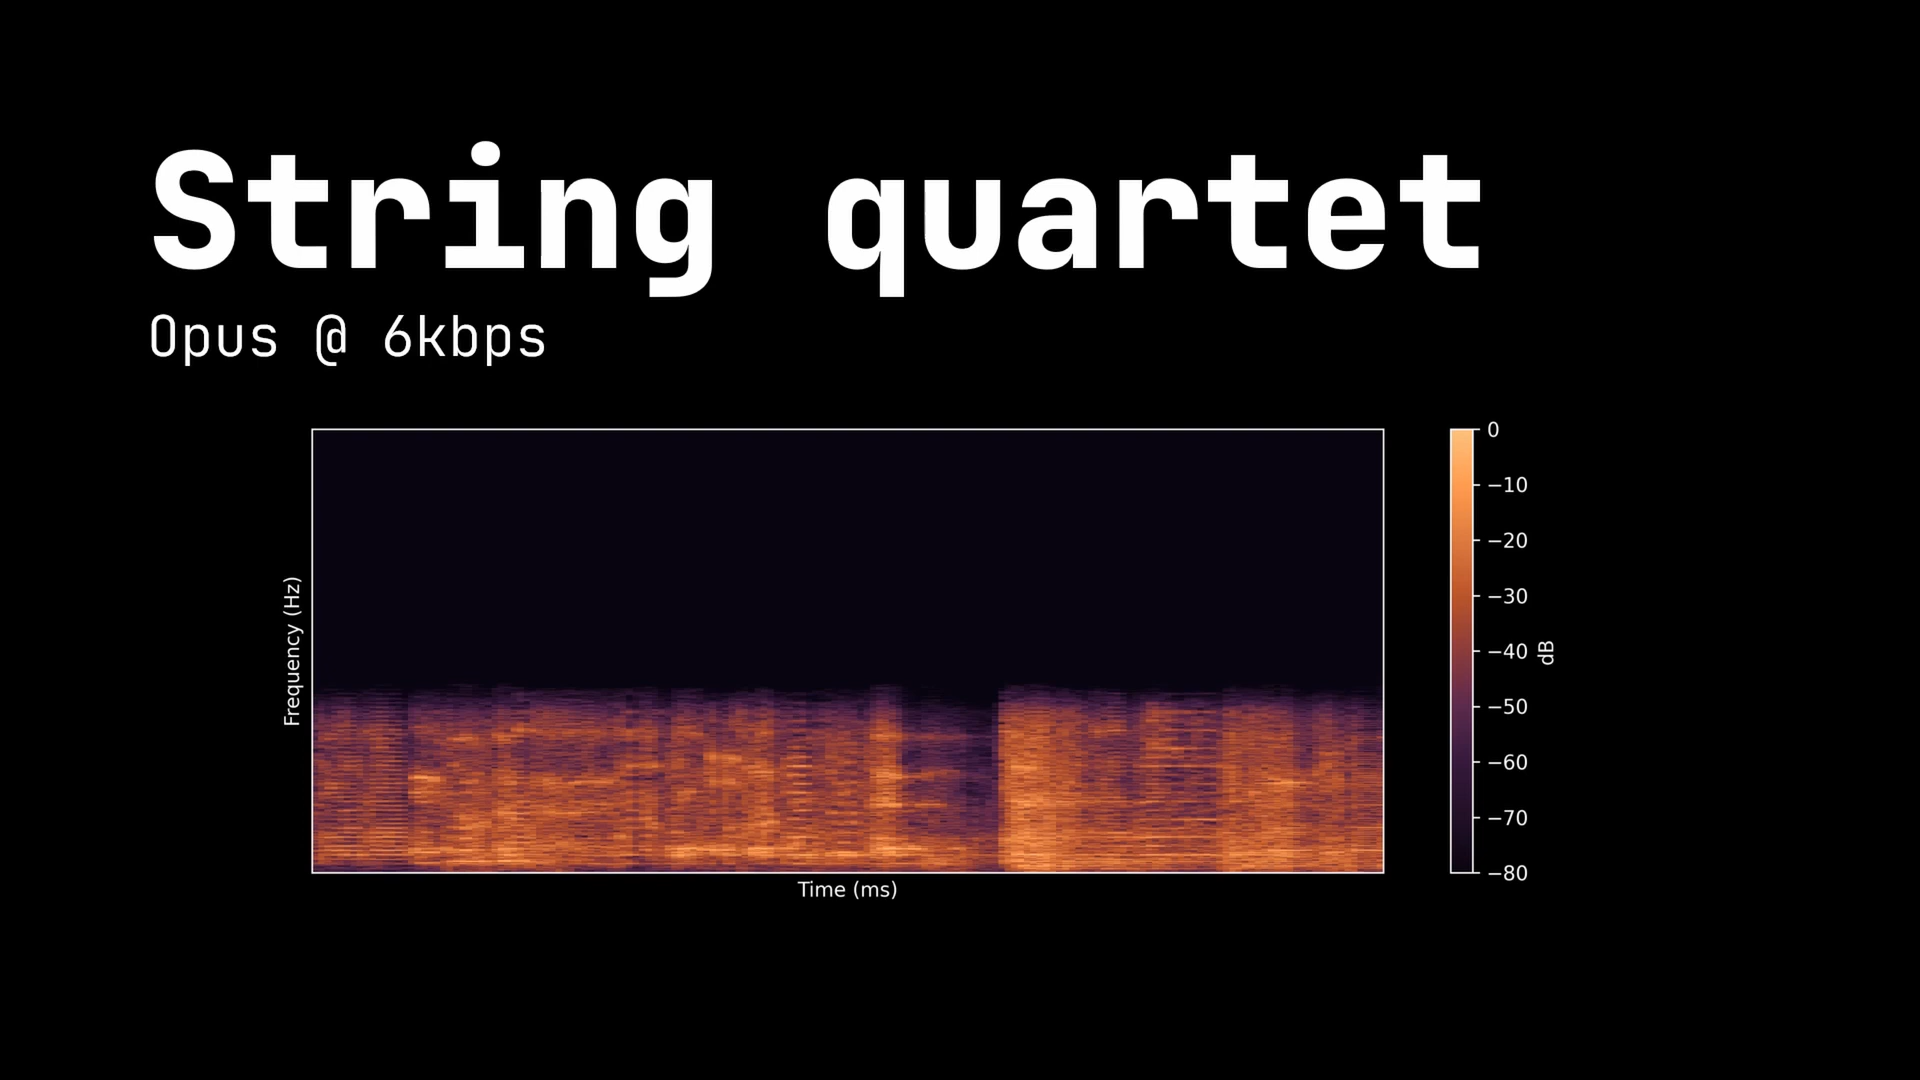 String quartet
Opus @ 6kbps
Frequency (Hz)
Time (ms)
0
−10
−20
−30
−40
−50
−60
−70
−80
dB